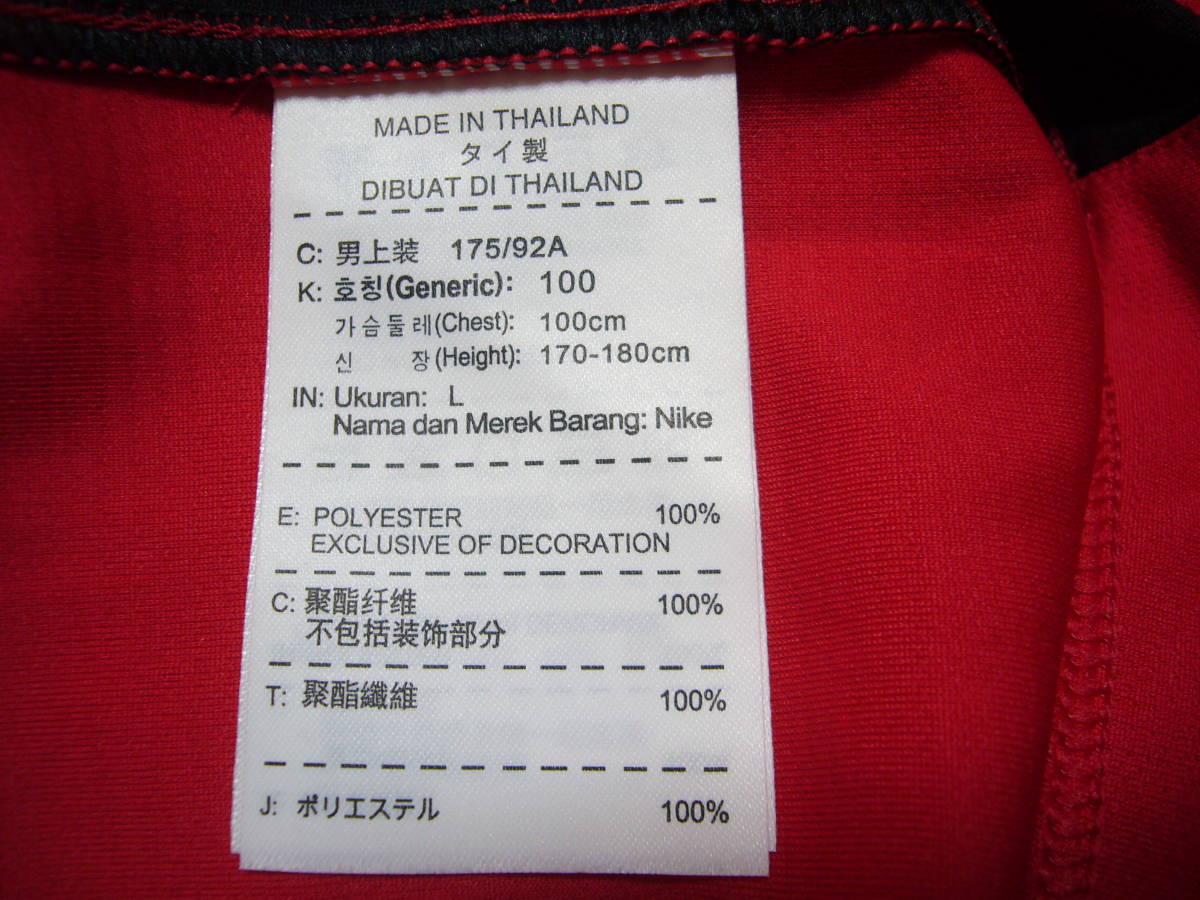 MADE IN THAILAND
タイ製
DIBUAT DI THAILAND
C: 男上装 175/92A
K: 호칭(Generic): 100
가슴둘레(Chest): 100cm
신 장(Height): 170-180cm
IN: Ukuran: L
Nama dan Merek Barang: Nike
E: POLYESTER 100%
EXCLUSIVE OF DECORATION
C: 聚酯纤维 100%
不包括装饰部分
T: 聚酯纖維 100%
J: ポリエステル 100%